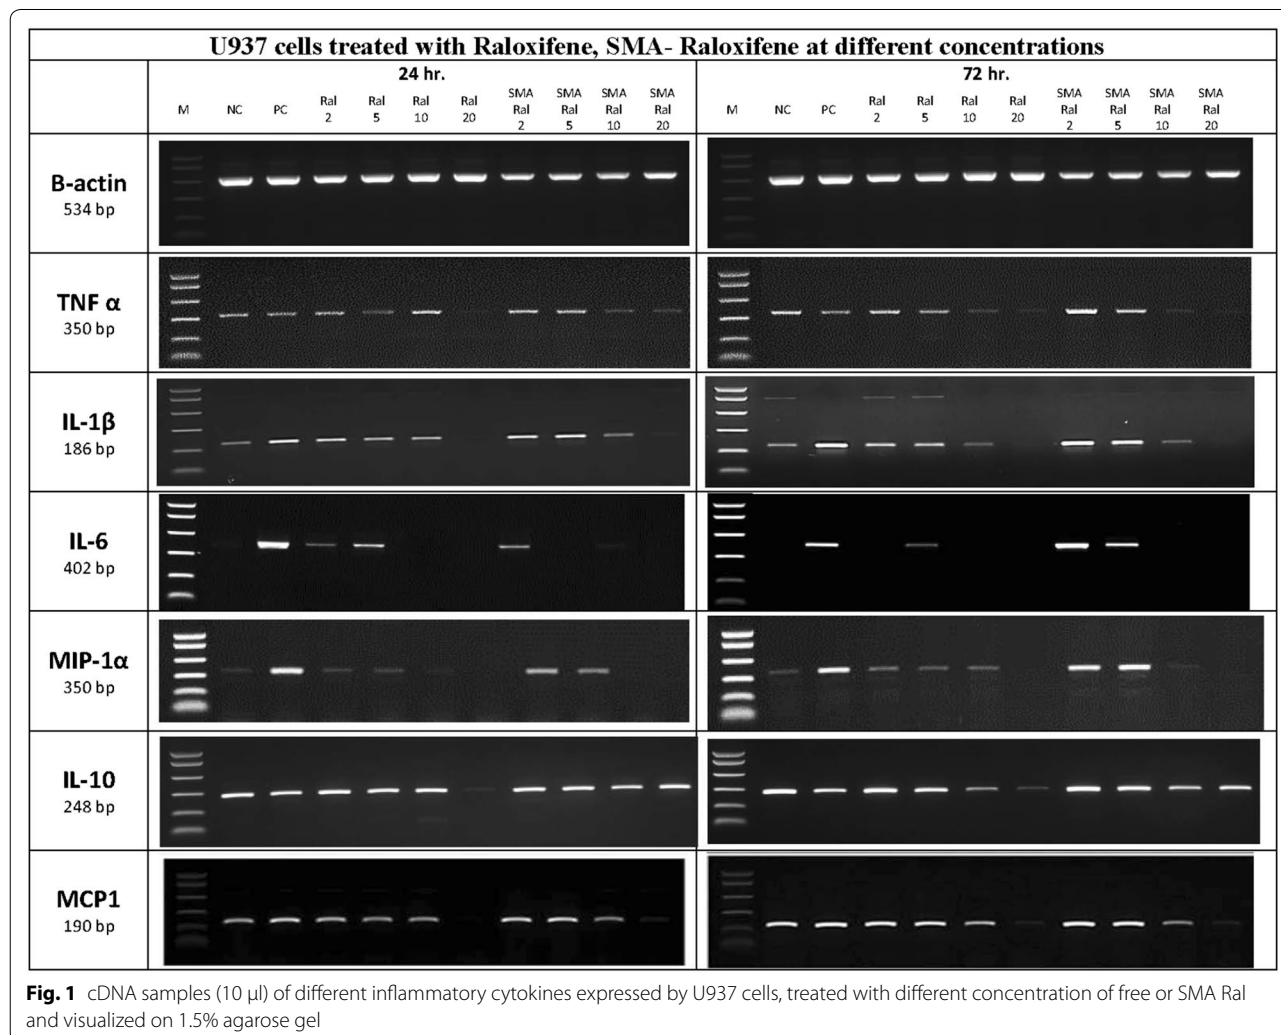 U937 cells treated with Raloxifene, SMA- Raloxifene at different concentrations
24 hr.
M NC PC Ral 2 Ral 5 Ral 10 Ral 20 SMA Ral 2 SMA Ral 5 SMA Ral 10 SMA Ral 20
72 hr.
M NC PC Ral 2 Ral 5 Ral 10 Ral 20 SMA Ral 2 SMA Ral 5 SMA Ral 10 SMA Ral 20
B-actin
534 bp
TNF α
350 bp
IL-1β
186 bp
IL-6
402 bp
MIP-1α
350 bp
IL-10
248 bp
MCP1
190 bp
Fig. 1 cDNA samples (10 µl) of different inflammatory cytokines expressed by U937 cells, treated with different concentration of free or SMA Ral
and visualized on 1.5% agarose gel